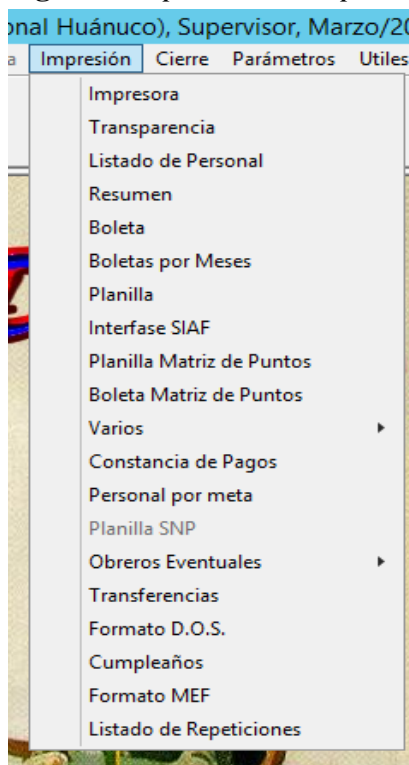 onal Huánuco), Supervisor, Marzo/20
a Impresión Cierre Parámetros Utiles
Impresora
Transparencia
Listado de Personal
Resumen
Boleta
Boletas por Meses
Planilla
Interfase SIAF
Planilla Matriz de Puntos
Boleta Matriz de Puntos
Varios
Constancia de Pagos
Personal por meta
Planilla SNP
Obreros Eventuales
Transferencias
Formato D.O.S.
Cumpleaños
Formato MEF
Listado de Repeticiones